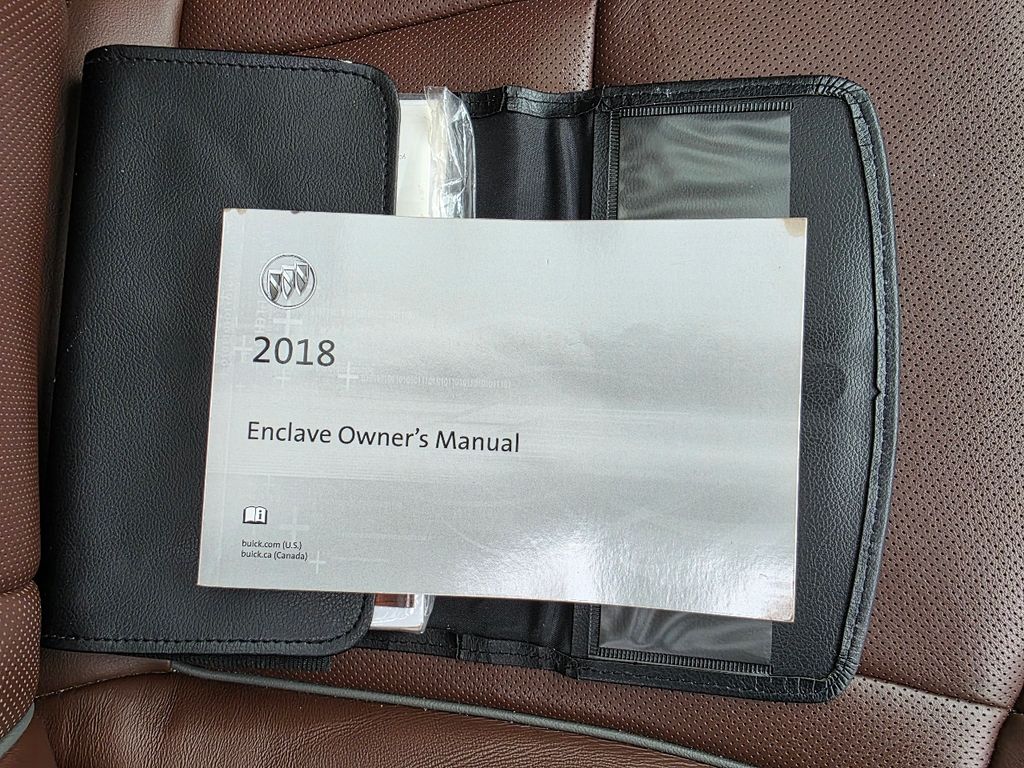 2018
Enclave Owner's Manual
buick.com (U.S.)
buick.ca (Canada)